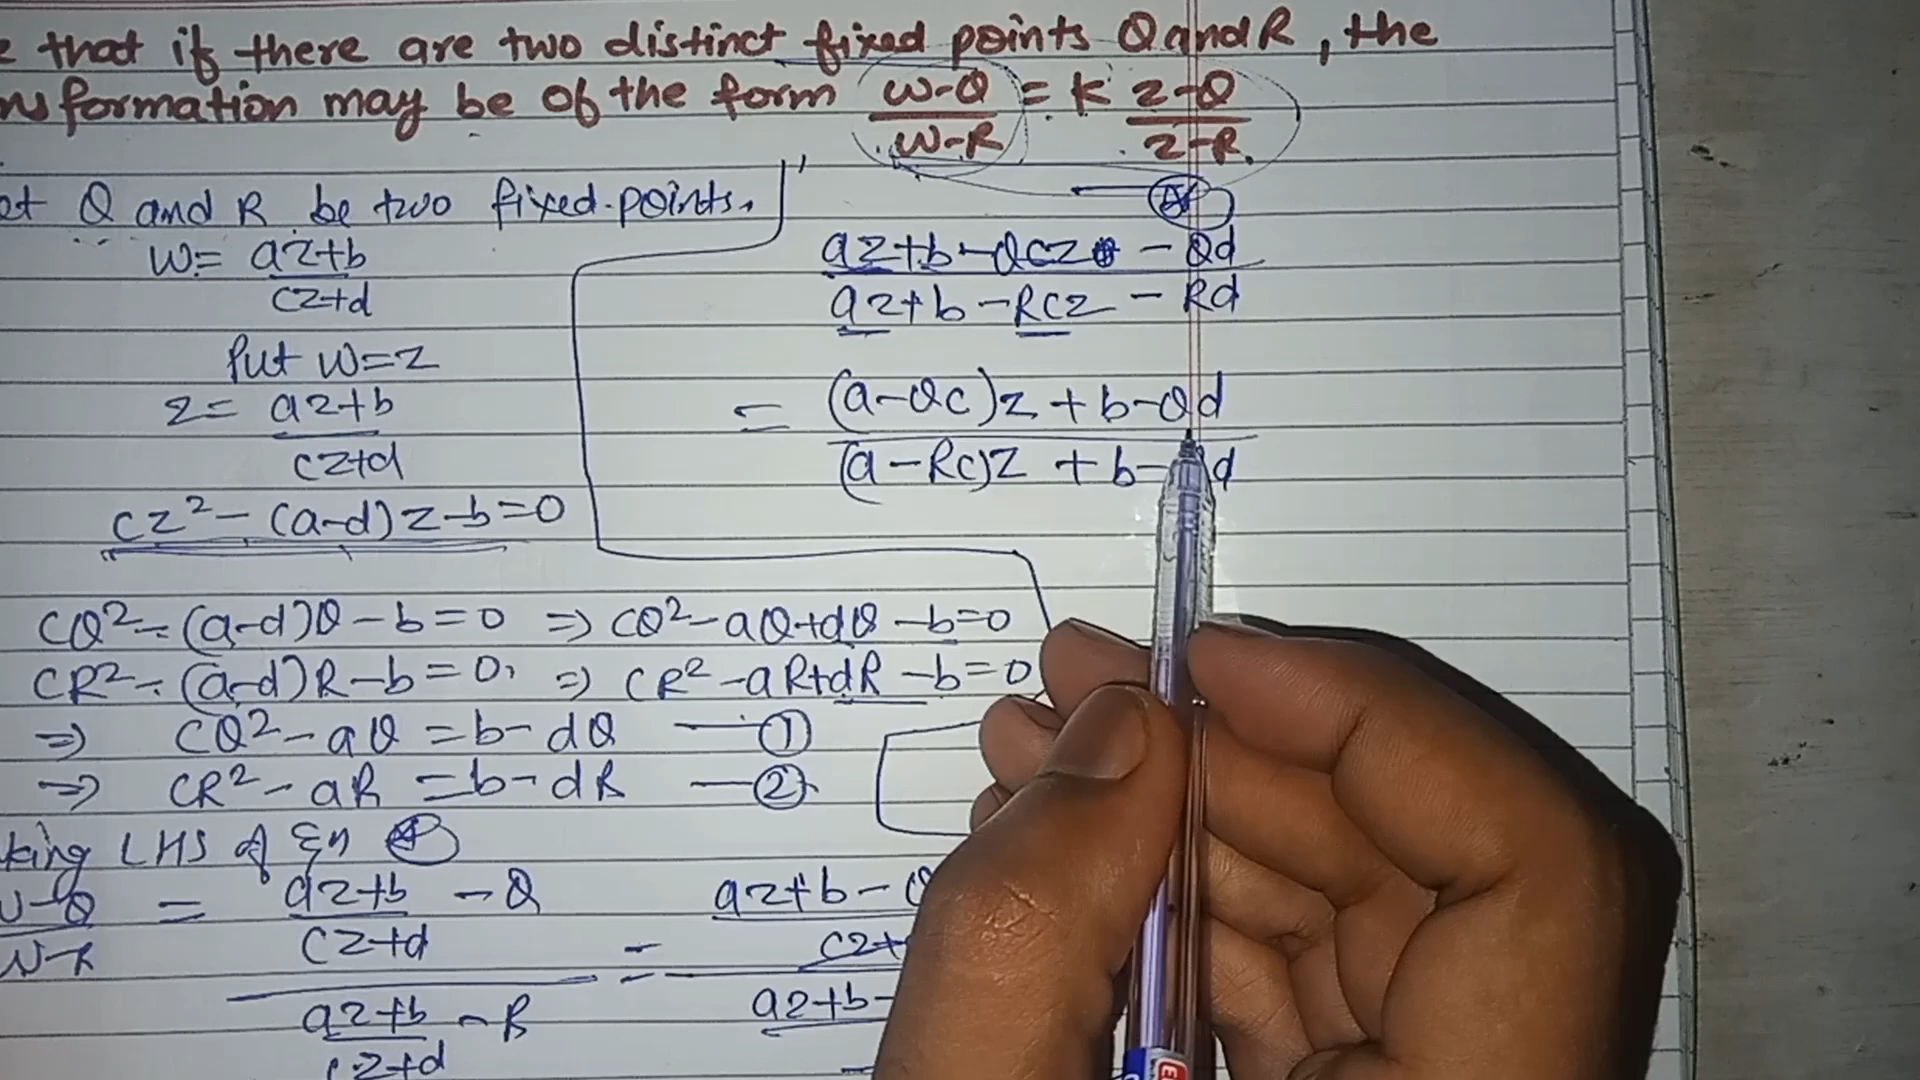 that if there are two distinct fixed points Q and R, the
may be of the form w-Q/w-R = K z-Q/z-R
Q and R be two fixed points.
w = az+b/cz+d
Put w=z
z = az+b/cz+d
cz²-(a-d)z-b=0
CQ²-(a-d)Q-b=0 ⇒ CQ²-aQ+dQ-b=0
CR²-(a-d)R-b=0, ⇒ CR²-aR+dR-b=0
⇒ CQ²-aQ=b-dQ —①
⇒ CR²-aR=b-dR —②
LHS of Eq
= az+b/cz+d -Q = az+b-
az+b/cz+d -R az+b-
az+b-Qcz-Qd
az+b-Rcz-Rd
= (a-Qc)z+b-Qd
(a-Rc)z+b- d